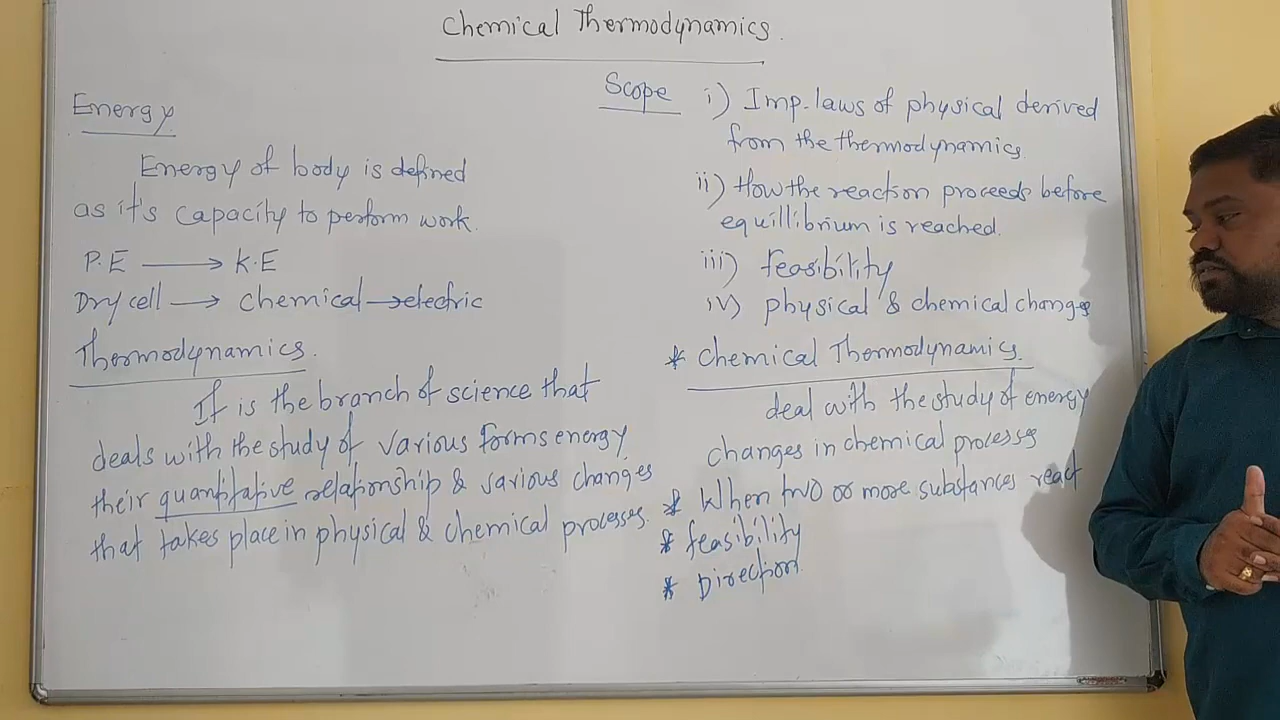 Chemical Thermodynamics.
Energy
Energy of body is defined
as it's capacity to perform work.
P.E → K.E
Dry cell → chemical → electric
Thermodynamics.
It is the branch of science that
deals with the study of various forms energy
their quantitative relationship & various changes
that takes place in physical & chemical processes.
Scope
i) Imp. laws of physical derived
from the thermodynamics
ii) How the reaction proceeds before
equillibrium is reached.
iii) feasibility
iv) physical & chemical changes
* Chemical Thermodynamics.
deal with the study of energy
changes in chemical processes
* When two or more substances react
* feasibility
* Direction